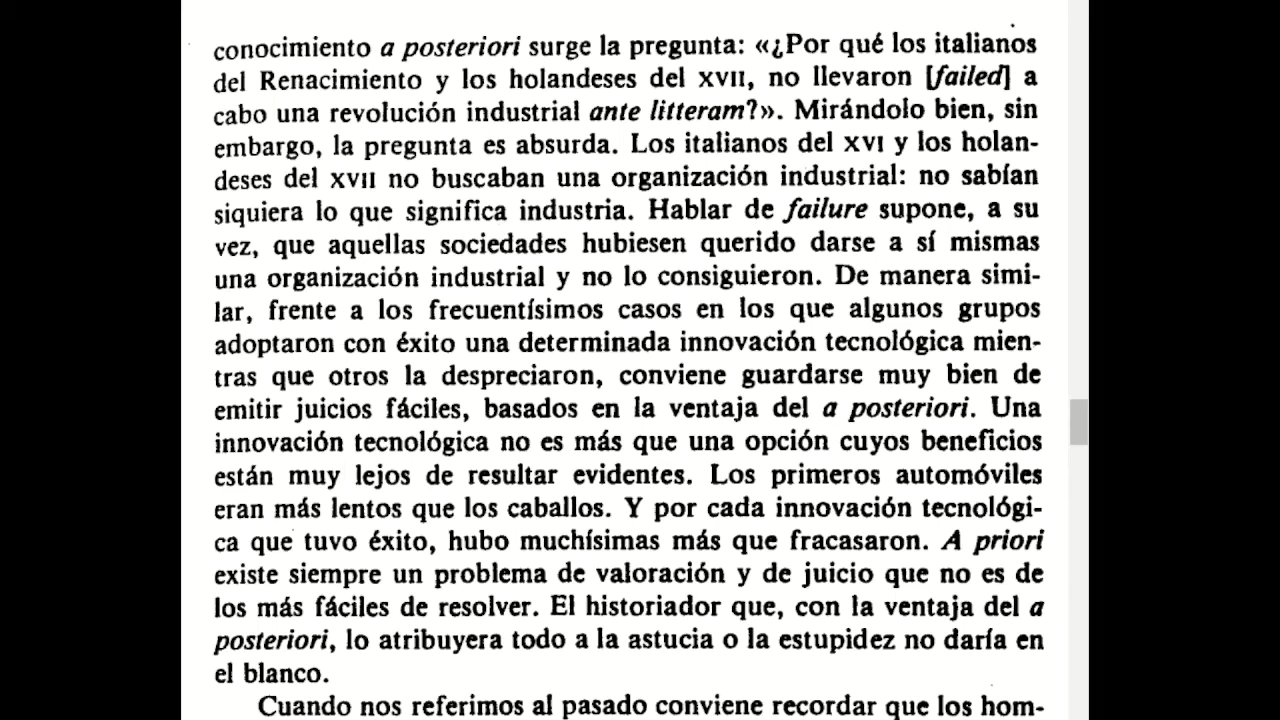 conocimiento a posteriori surge la pregunta: «¿Por qué los italianos
del Renacimiento y los holandeses del XVII, no llevaron [failed] a
cabo una revolución industrial ante litteram?». Mirándolo bien, sin
embargo, la pregunta es absurda. Los italianos del XVI y los holan-
deses del XVII no buscaban una organización industrial: no sabían
siquiera lo que significa industria. Hablar de failure supone, a su
vez, que aquellas sociedades hubiesen querido darse a sí mismas
una organización industrial y no lo consiguieron. De manera simi-
lar, frente a los frecuentísimos casos en los que algunos grupos
adoptaron con éxito una determinada innovación tecnológica mien-
tras que otros la despreciaron, conviene guardarse muy bien de
emitir juicios fáciles, basados en la ventaja del a posteriori. Una
innovación tecnológica no es más que una opción cuyos beneficios
están muy lejos de resultar evidentes. Los primeros automóviles
eran más lentos que los caballos. Y por cada innovación tecnológi-
ca que tuvo éxito, hubo muchísimas más que fracasaron. A priori
existe siempre un problema de valoración y de juicio que no es de
los más fáciles de resolver. El historiador que, con la ventaja del a
posteriori, lo atribuyera todo a la astucia o la estupidez no daría en
el blanco.
Cuando nos referimos al pasado conviene recordar que los hom-